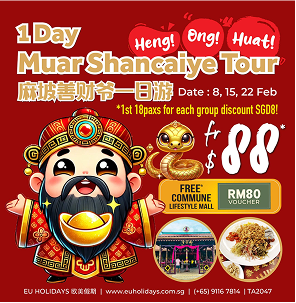 1 Day
Heng! Ong! Huat!
Muar Shancaiye Tour
麻坡善财爷一日游 Date : 8, 15, 22 Feb
*1st 18paxs for each group discount SGD8!
fr $88*
FREE*
COMMUNE
LIFESTYLE MALL
RM80
VOUCHER
EU HOLIDAYS 欧美假期 | www.euholidays.com.sg | (+65) 9116 7814 | TA2047